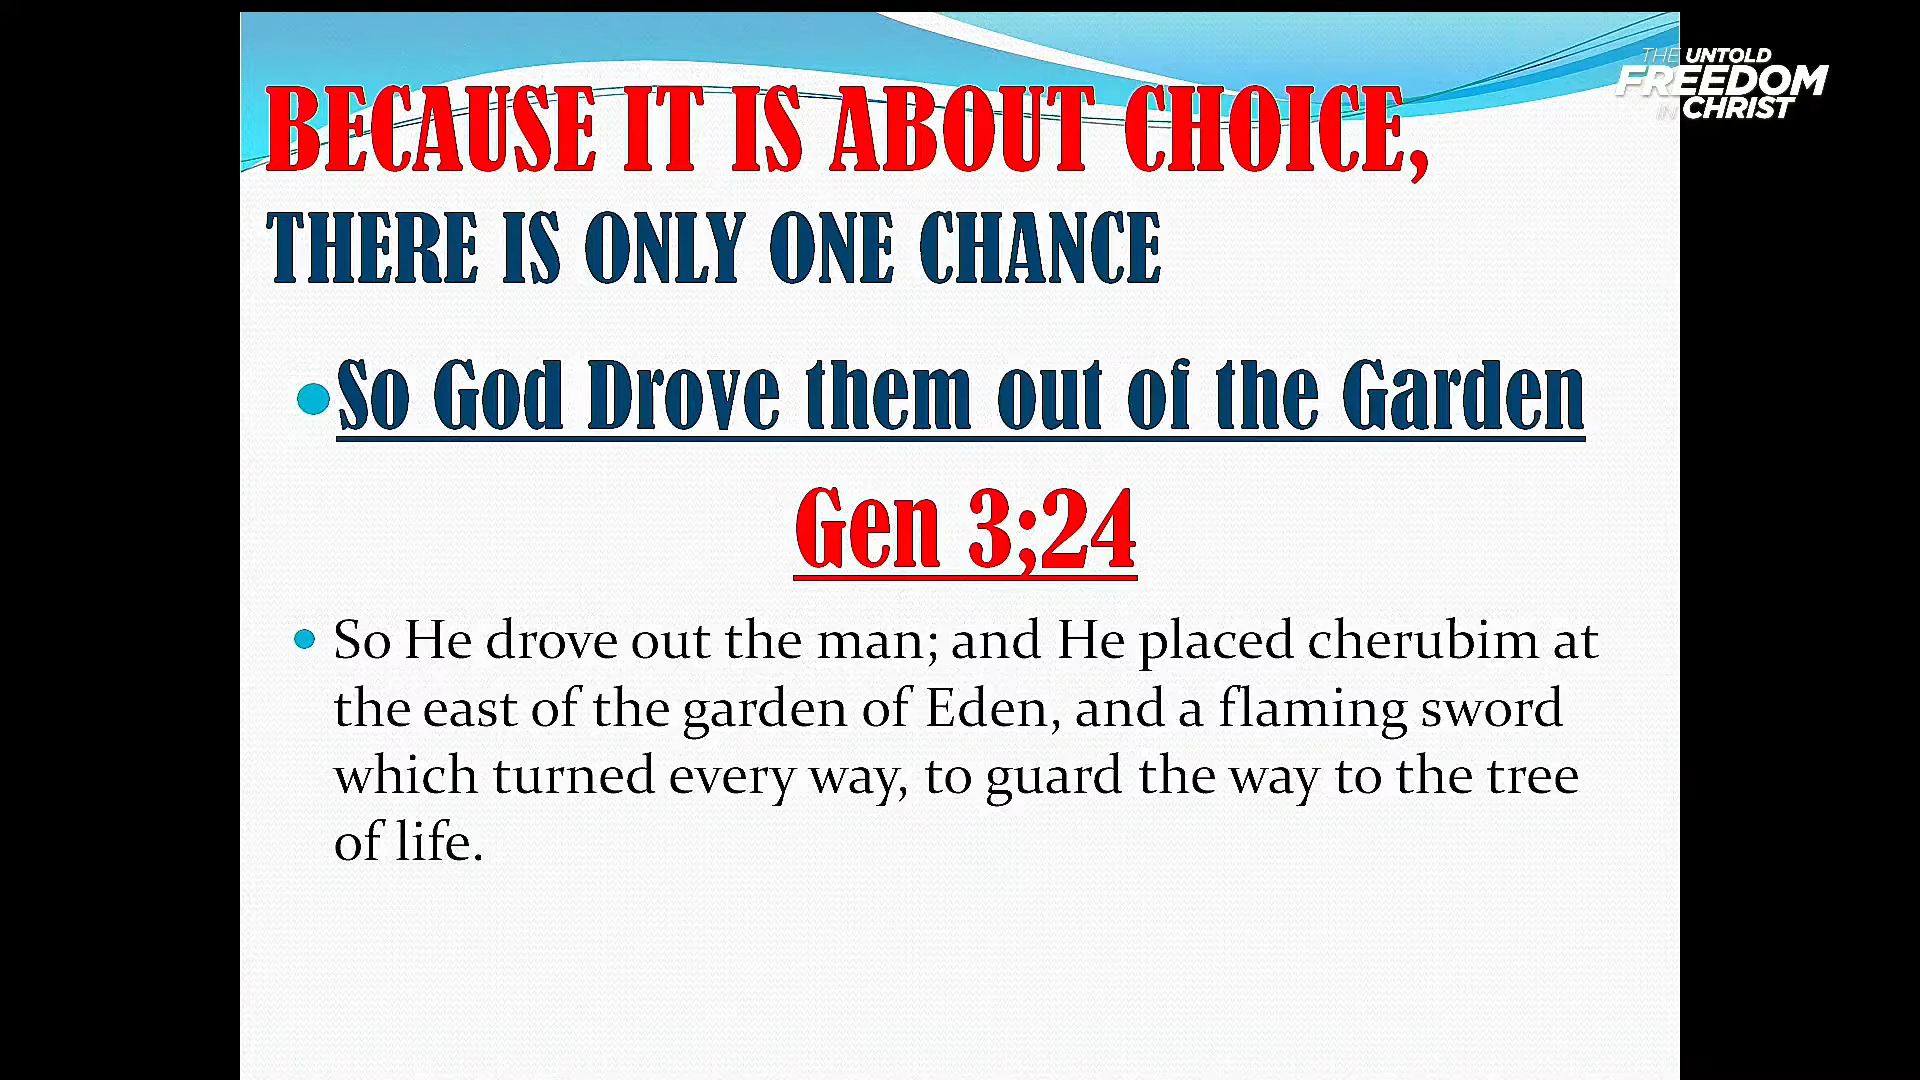 THE UNTOLD
FREEDOM
IN CHRIST
BECAUSE IT IS ABOUT CHOICE,
THERE IS ONLY ONE CHANCE
•So God Drove them out of the Garden
Gen 3;24
• So He drove out the man; and He placed cherubim at
the east of the garden of Eden, and a flaming sword
which turned every way, to guard the way to the tree
of life.